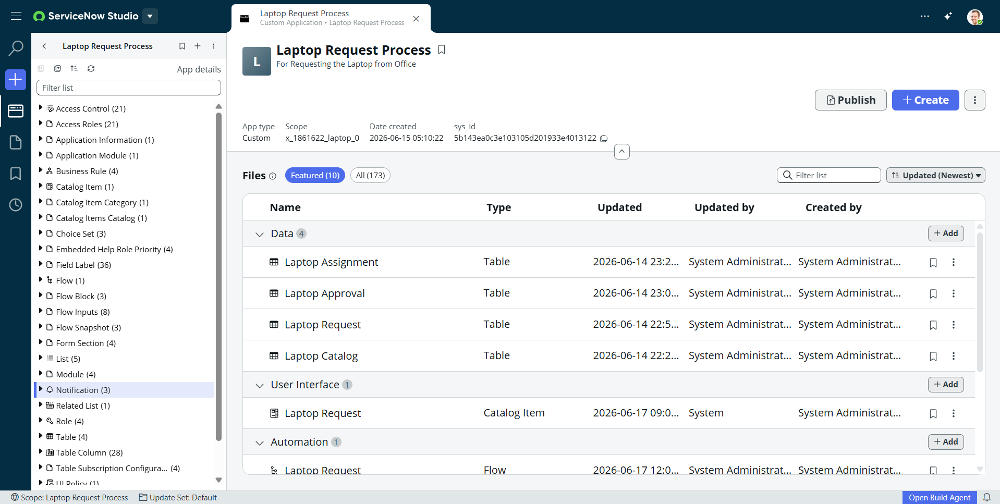 ServiceNow Studio
Laptop Request Process
Custom Application • Laptop Request Process
Laptop Request Process
App details
Filter list
Access Control (21)
Access Roles (21)
Application Information (1)
Application Module (1)
Business Rule (4)
Catalog Item (1)
Catalog Item Category (1)
Catalog Items Catalog (1)
Choice Set (3)
Embedded Help Role Priority (4)
Field Label (36)
Flow (1)
Flow Block (3)
Flow Inputs (8)
Flow Snapshot (3)
Form Section (4)
List (5)
Module (4)
Notification (3)
Related List (1)
Role (4)
Table (4)
Table Column (28)
Table Subscription Configura... (4)
UI Policy (1)
L
Laptop Request Process
For Requesting the Laptop from Office
Publish
Create
App type Scope Date created sys_id
Custom x_1861622_laptop_0 2026-06-15 05:10:22 5b143ea0c3e103105d201933e4013122
Files Featured (10) All (173) Filter list Updated (Newest)
Name Type Updated Updated by Created by
Data 4 + Add
Laptop Assignment Table 2026-06-14 23:2... System Administrat... System Administrat...
Laptop Approval Table 2026-06-14 23:0... System Administrat... System Administrat...
Laptop Request Table 2026-06-14 22:5... System Administrat... System Administrat...
Laptop Catalog Table 2026-06-14 22:2... System Administrat... System Administrat...
User Interface 1 + Add
Laptop Request Catalog Item 2026-06-17 09:0... System System Administrat...
Automation 1 + Add
Laptop Request Flow 2026-06-17 12:0... System Administrat... System Administrat...
Scope: Laptop Request Process Update Set: Default Open Build Agent